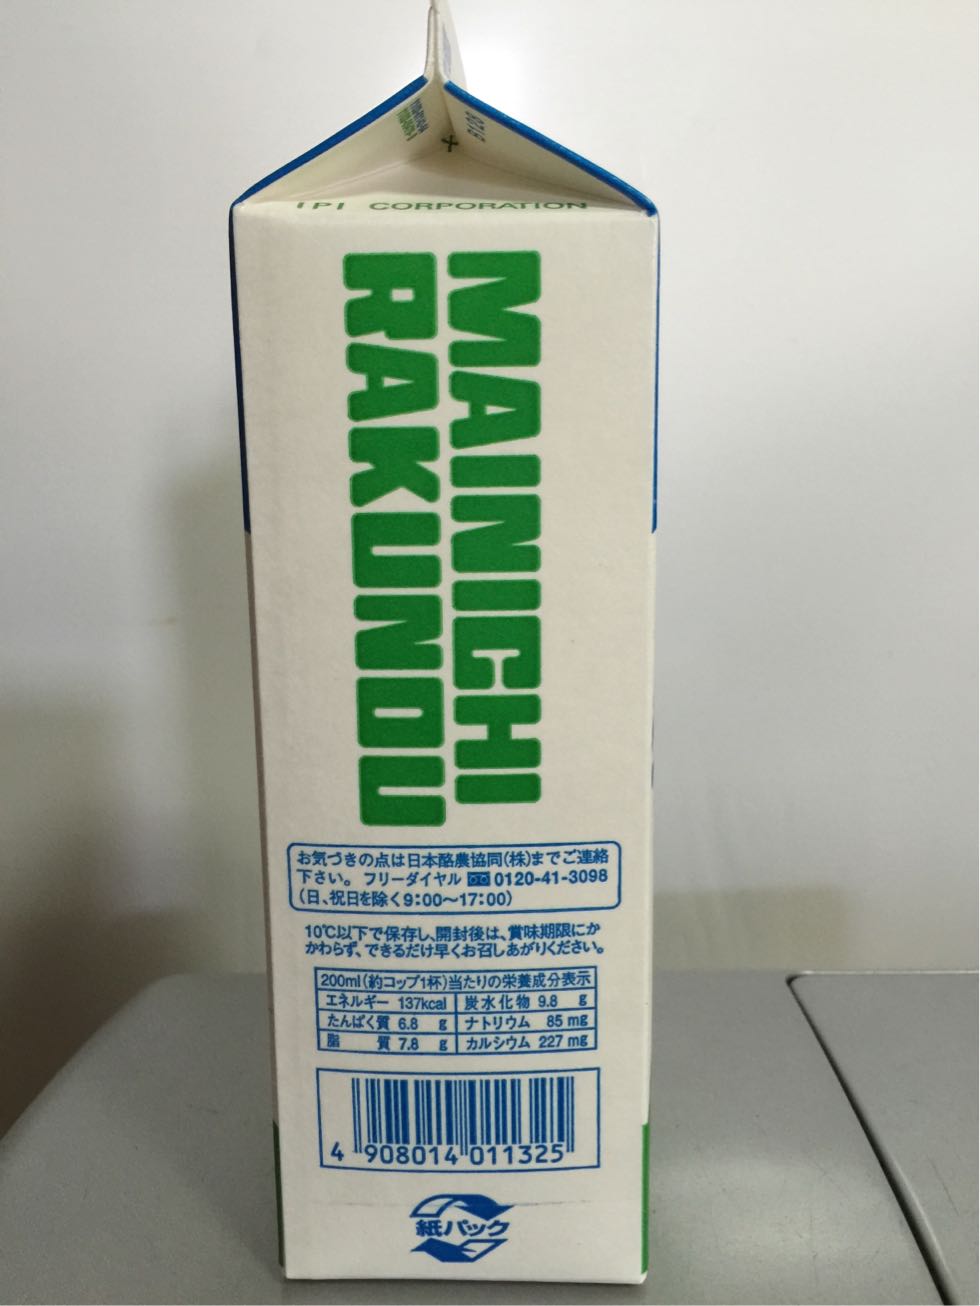 B128
IPI CORPORATION
MAINICHI
RAKUNOU
お気づきの点は日本酪農協同(株)までご連絡
下さい。フリーダイヤル 0120-41-3098
(日、祝日を除く9:00〜17:00)
10℃以下で保存し、開封後は、賞味期限にか
かわらず、できるだけ早くお召しあがりください。
200ml(約コップ1杯)当たりの栄養成分表示
エネルギー 137kcal 炭水化物 9.8 g
たんぱく質 6.8 g ナトリウム 85 mg
脂質 7.8 g カルシウム 227 mg
4 908014 011325
紙パック